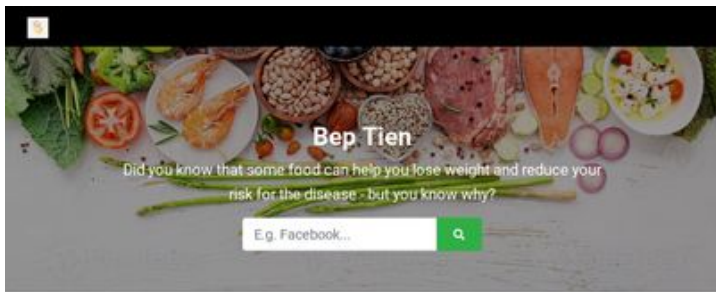 Bep Tien
Did you know that some food can help you lose weight and reduce your
risk for the disease - but you know why?
E.g. Facebook...